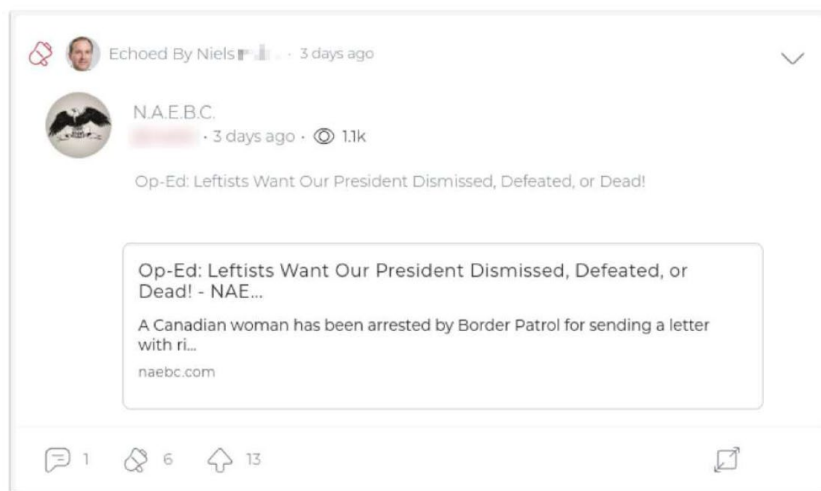 Echoed By Niels · 3 days ago
N.A.E.B.C.
· 3 days ago · 1.1k
Op-Ed: Leftists Want Our President Dismissed, Defeated, or Dead!
Op-Ed: Leftists Want Our President Dismissed, Defeated, or
Dead! - NAE...
A Canadian woman has been arrested by Border Patrol for sending a letter
with ri...
naebc.com
1 6 13